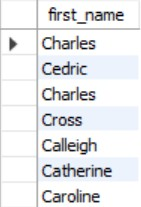 first_name
Charles
Cedric
Charles
Cross
Calleigh
Catherine
Caroline